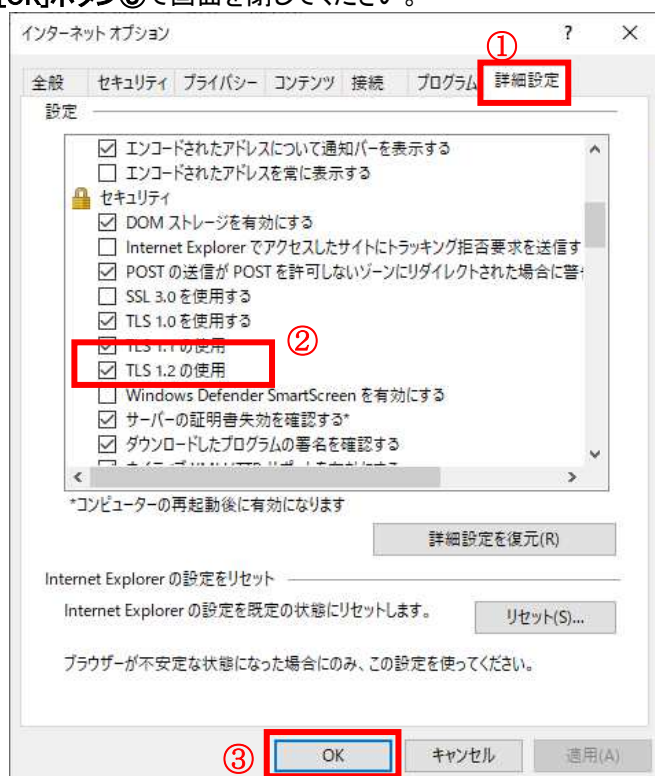 [OK]ボタン③で画面を閉じてください。
インターネット オプション ? ×
①
全般 セキュリティ プライバシー コンテンツ 接続 プログラム 詳細設定
設定
エンコードされたアドレスについて通知バーを表示する
エンコードされたアドレスを常に表示する
セキュリティ
DOM ストレージを有効にする
Internet Explorer でアクセスしたサイトにトラッキング拒否要求を送信す
POST の送信が POST を許可しないゾーンにリダイレクトされた場合に警
SSL 3.0 を使用する
TLS 1.0 を使用する
TLS 1.1 の使用
②
TLS 1.2 の使用
Windows Defender SmartScreen を有効にする
サーバーの証明書失効を確認する*
ダウンロードしたプログラムの署名を確認する
*コンピューターの再起動後に有効になります
詳細設定を復元(R)
Internet Explorer の設定をリセット
Internet Explorer の設定を既定の状態にリセットします。
リセット(S)...
ブラウザーが不安定な状態になった場合にのみ、この設定を使ってください。
③ OK キャンセル 適用(A)